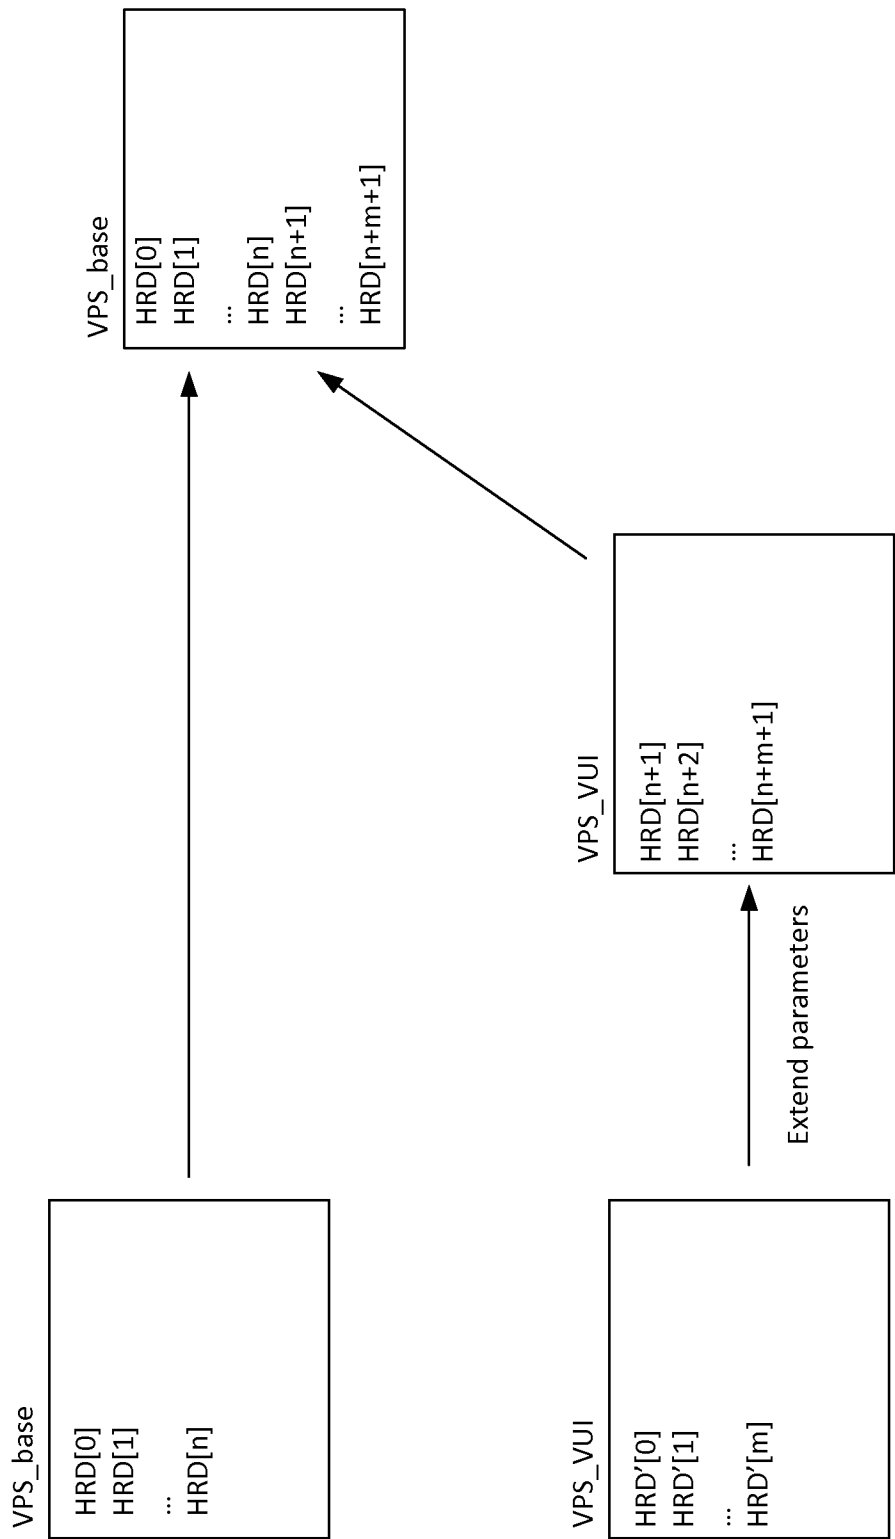 VPS_base
HRD[0]
HRD[1]
...
HRD[n]
VPS_base
HRD[0]
HRD[1]
...
HRD[n]
HRD[n+1]
...
HRD[n+m+1]
VPS_VUI
HRD’[0]
HRD’[1]
...
HRD’[m]
Extend parameters
VPS_VUI
HRD[n+1]
HRD[n+2]
...
HRD[n+m+1]